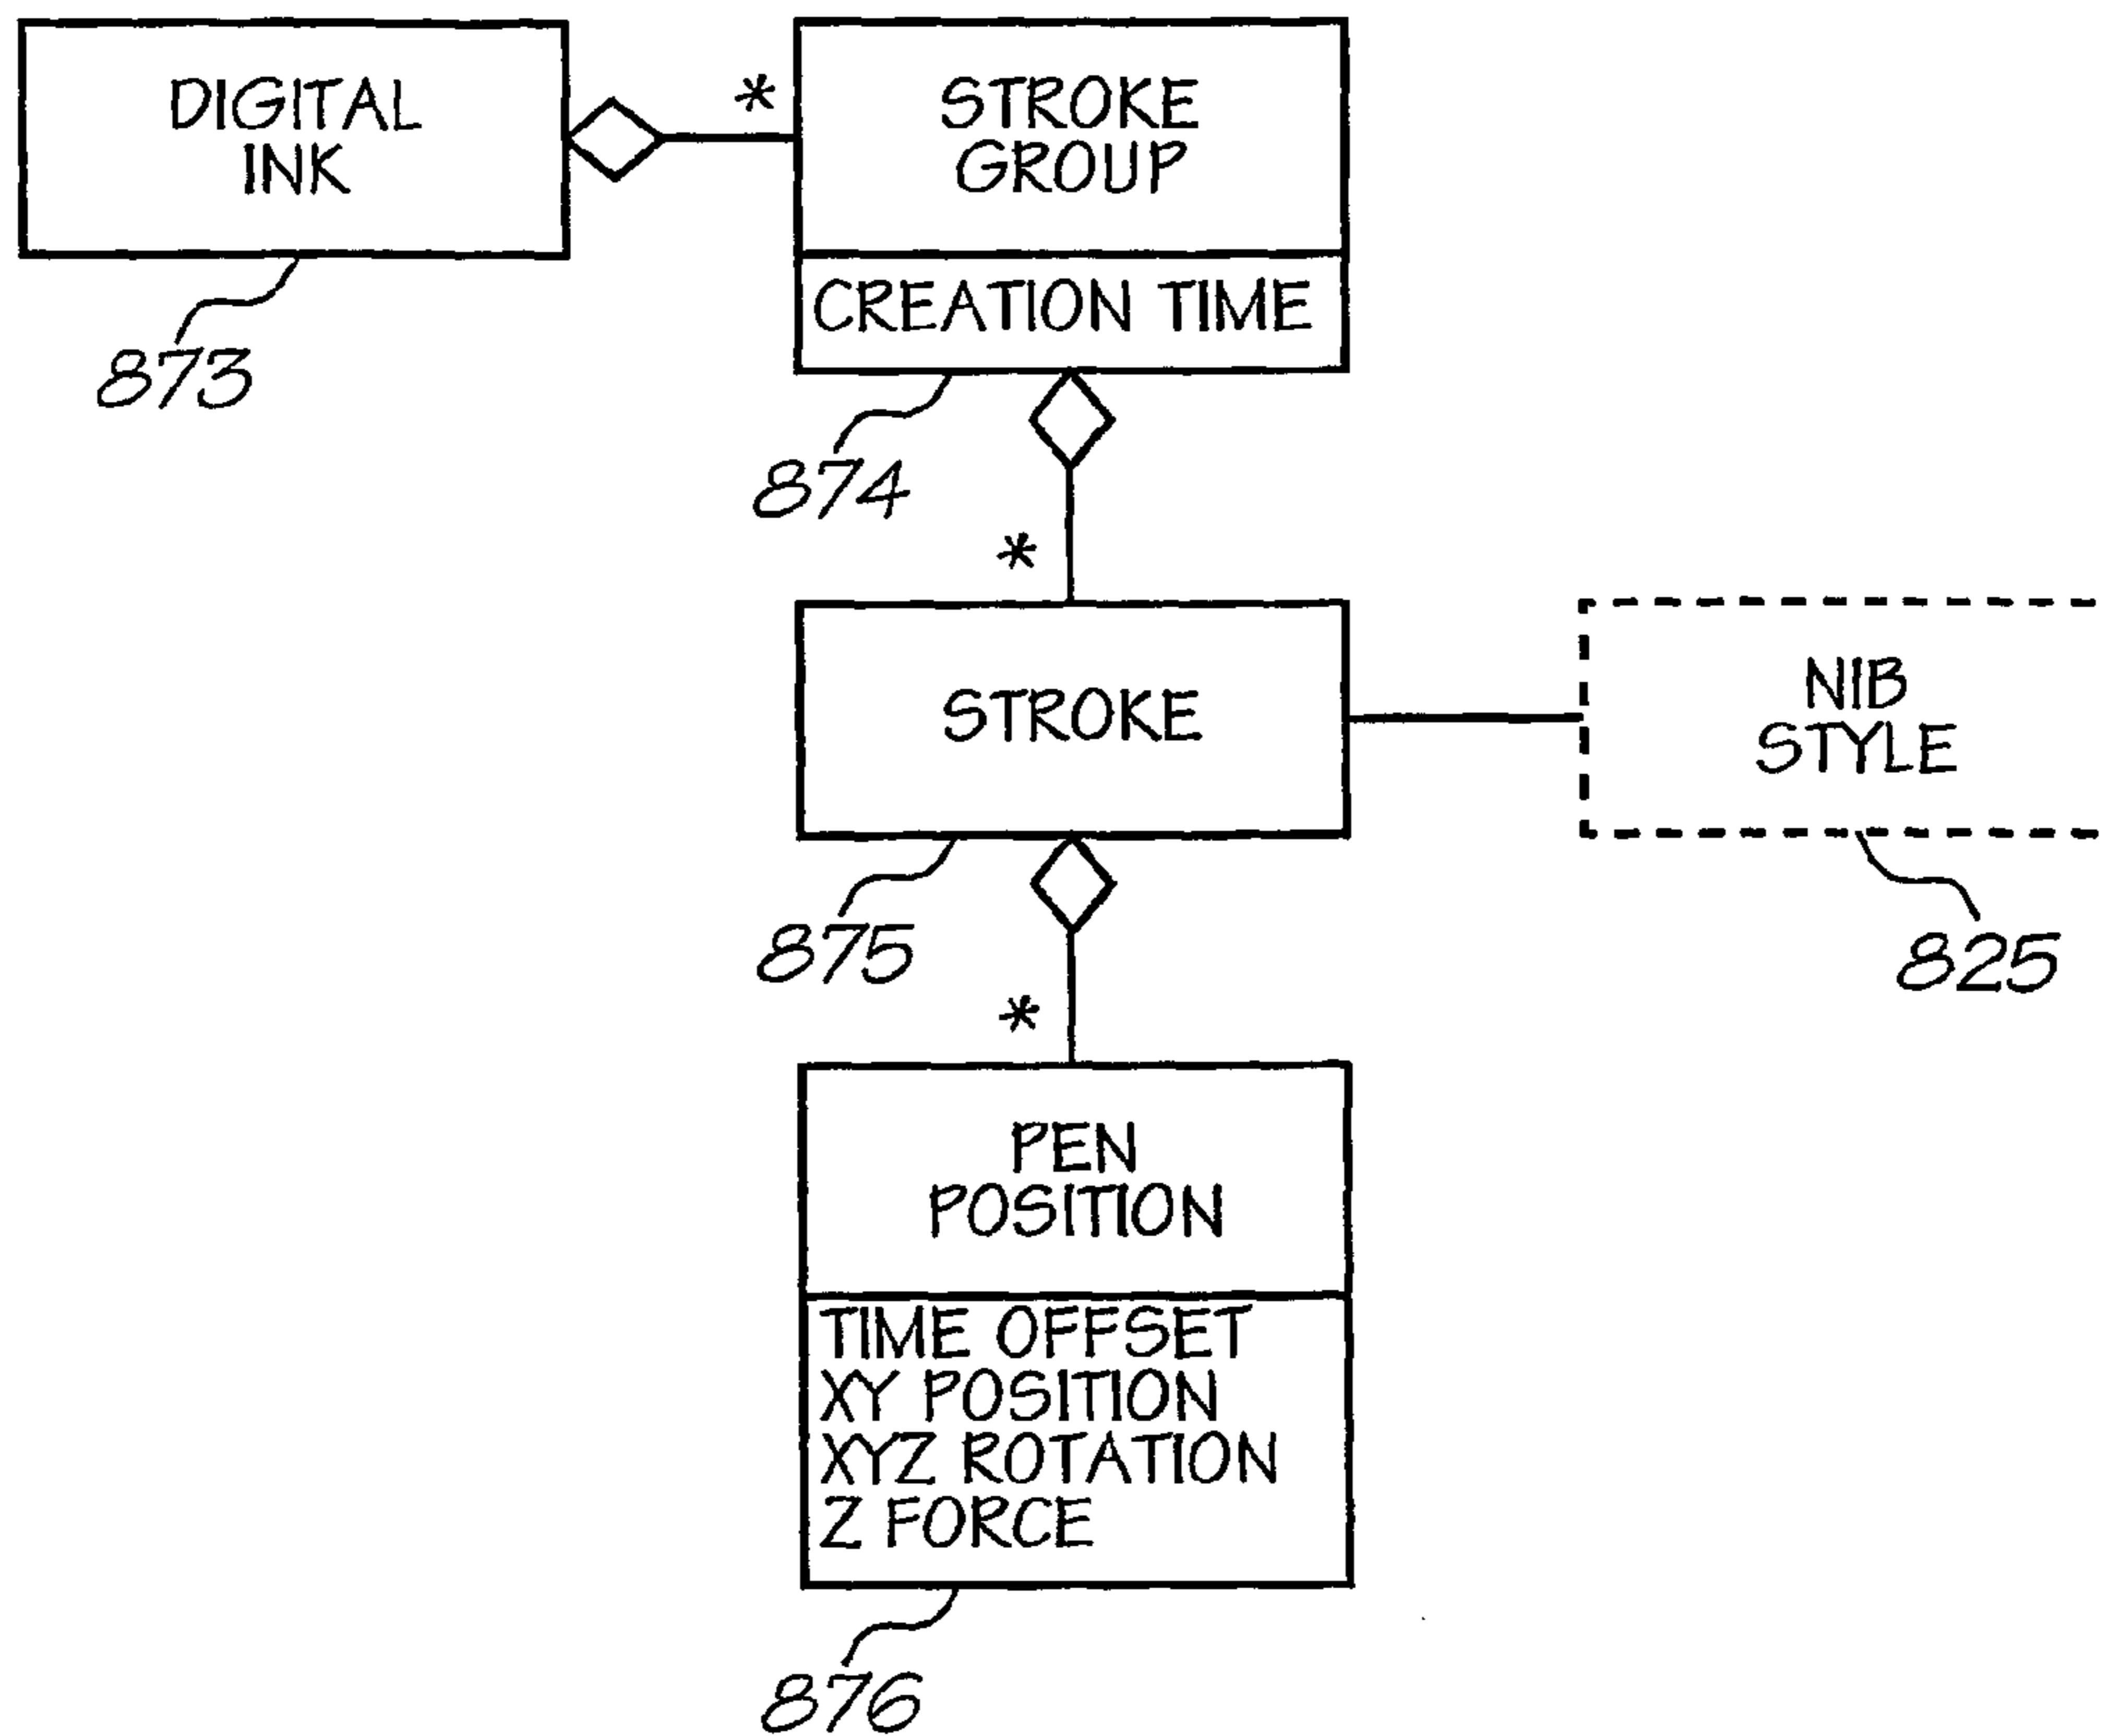 DIGITAL
INK
*
STROKE
GROUP
CREATION TIME
873
874
*
STROKE
NIB
STYLE
875
825
*
PEN
POSITION
TIME OFFSET
XY POSITION
XYZ ROTATION
Z FORCE
876